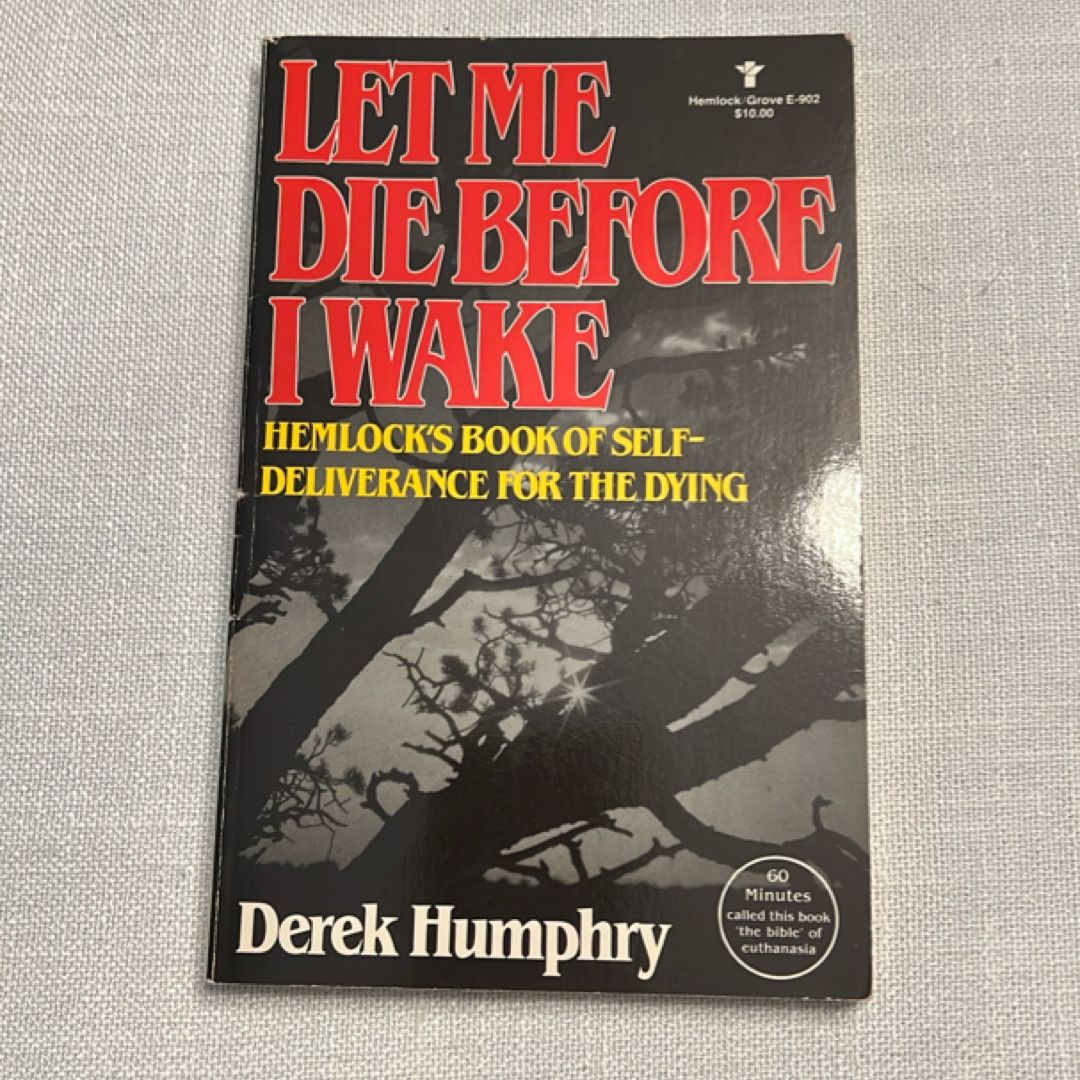 LET ME
Hemlock/Grove E-902
$10.00
DIE BEFORE
I WAKE
HEMLOCK'S BOOK OF SELF-
DELIVERANCE FOR THE DYING
Derek Humphry
60
Minutes
called this book
'the bible' of
euthanasia